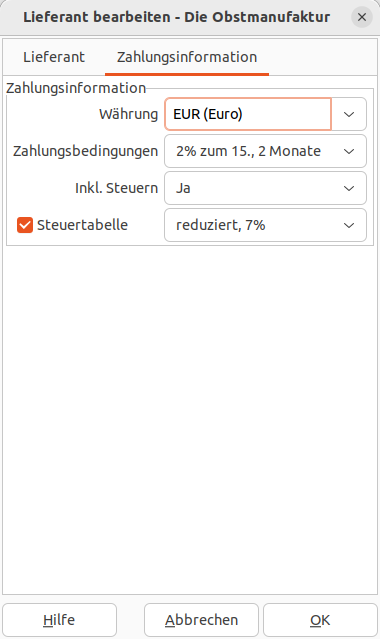 Lieferant bearbeiten - Die Obstmanufaktur
Lieferant
Zahlungsinformation
Zahlungsinformation
Währung
EUR (Euro)
Zahlungsbedingungen
2% zum 15., 2 Monate
Inkl. Steuern
Ja
Steuertabelle
reduziert, 7%
Hilfe
Abbrechen
OK